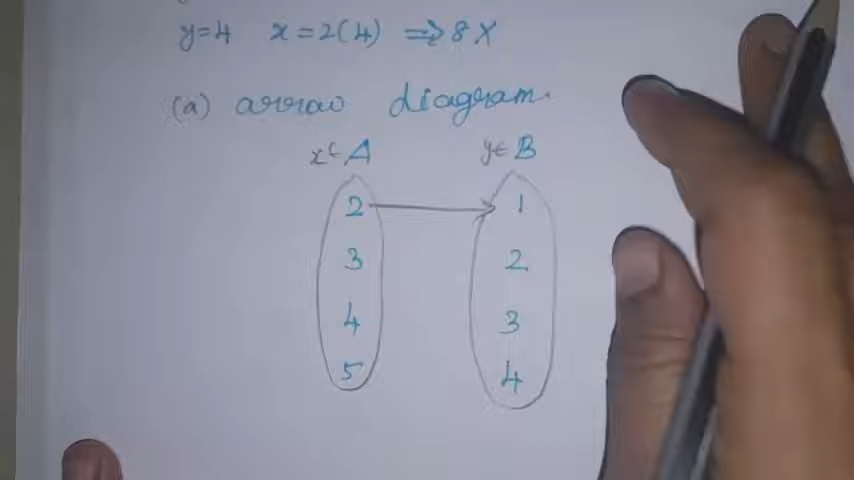 y=4 x=2(4) ⇒ 8 X
(a) arrow diagram.
x∈A y∈B
2 1
3 2
4 3
5 4